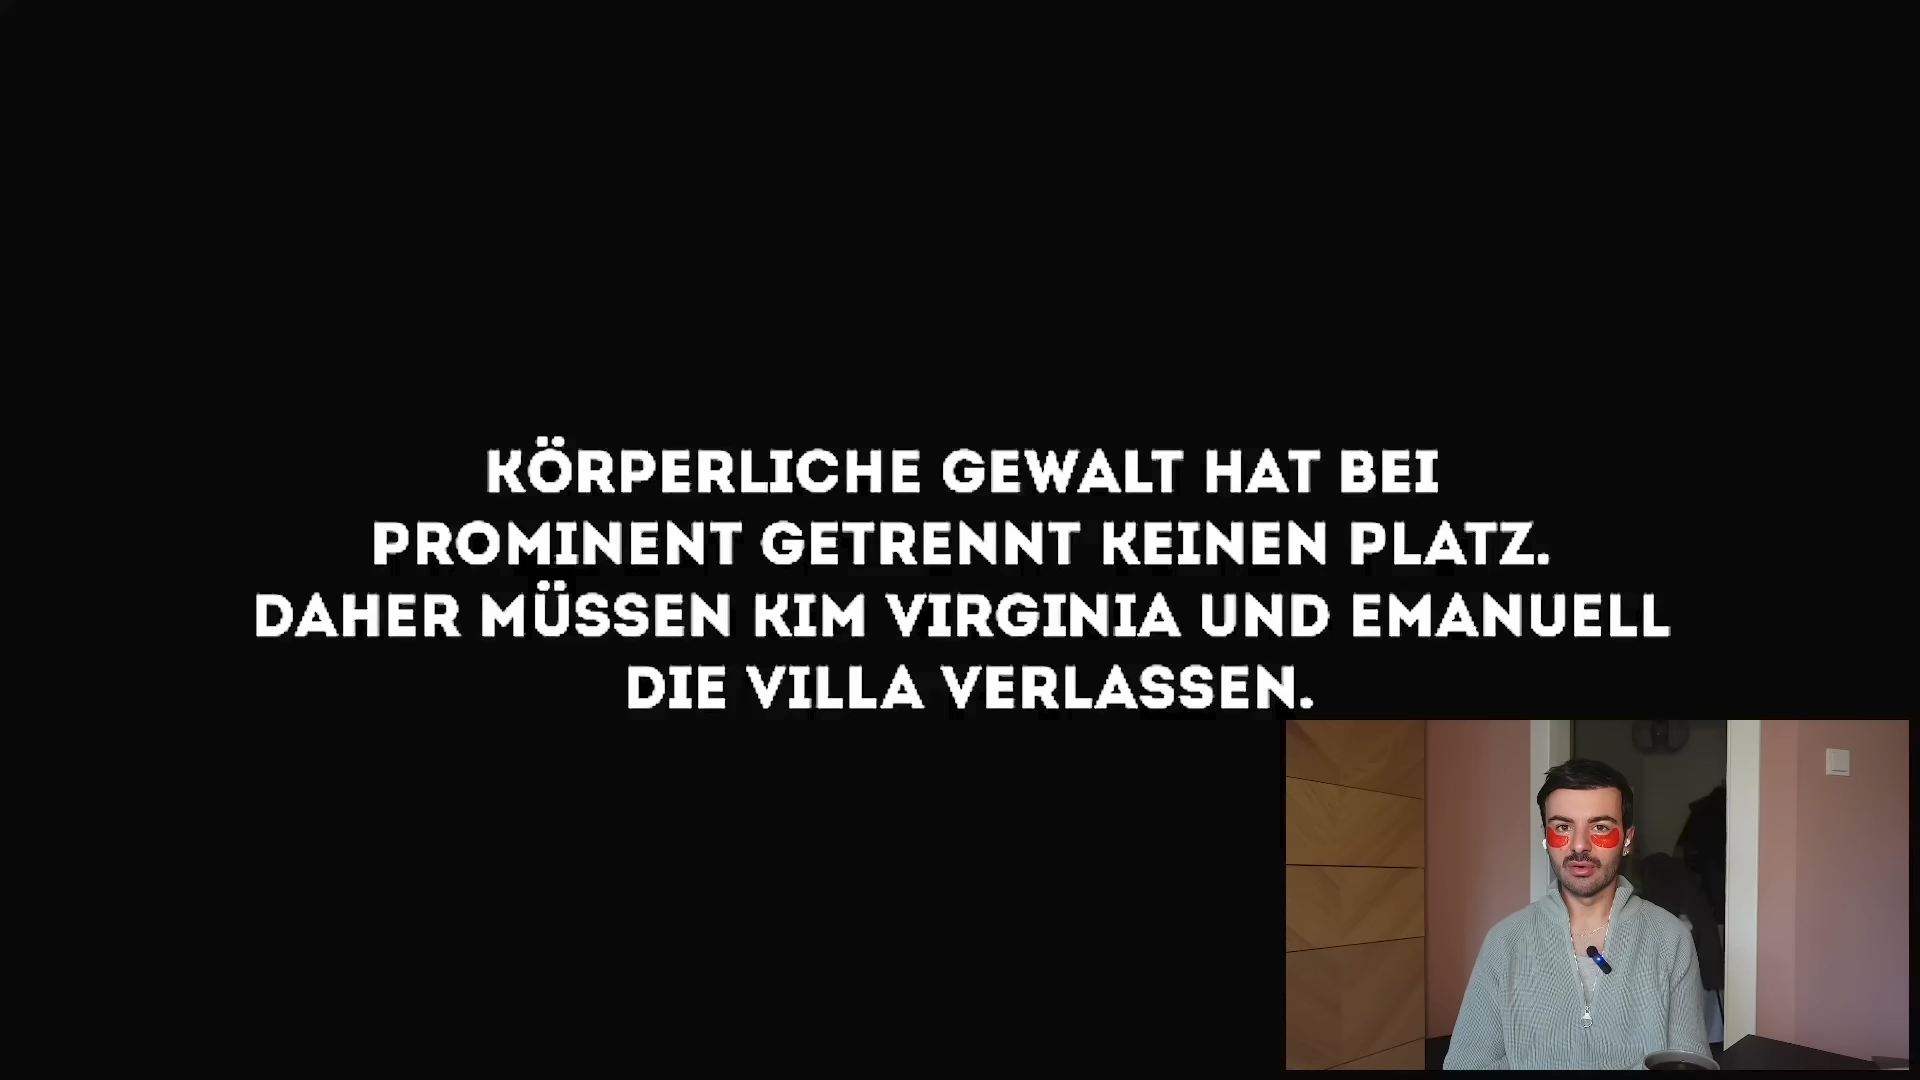 KÖRPERLICHE GEWALT HAT BEI
PROMINENT GETRENNT KEINEN PLATZ.
DAHER MÜSSEN KIM VIRGINIA UND EMANUELL
DIE VILLA VERLASSEN.